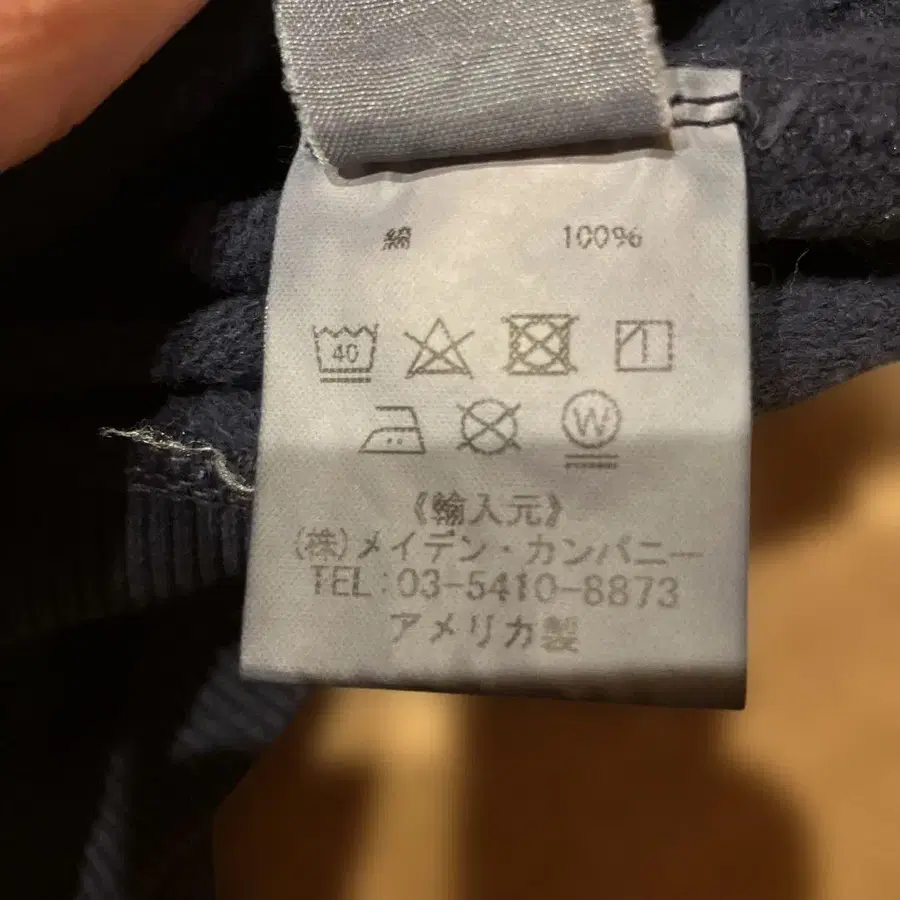 綿 100%
40
W
《輸入元》
(株)メイデン・カンパニー
TEL:03-5410-8873
アメリカ製